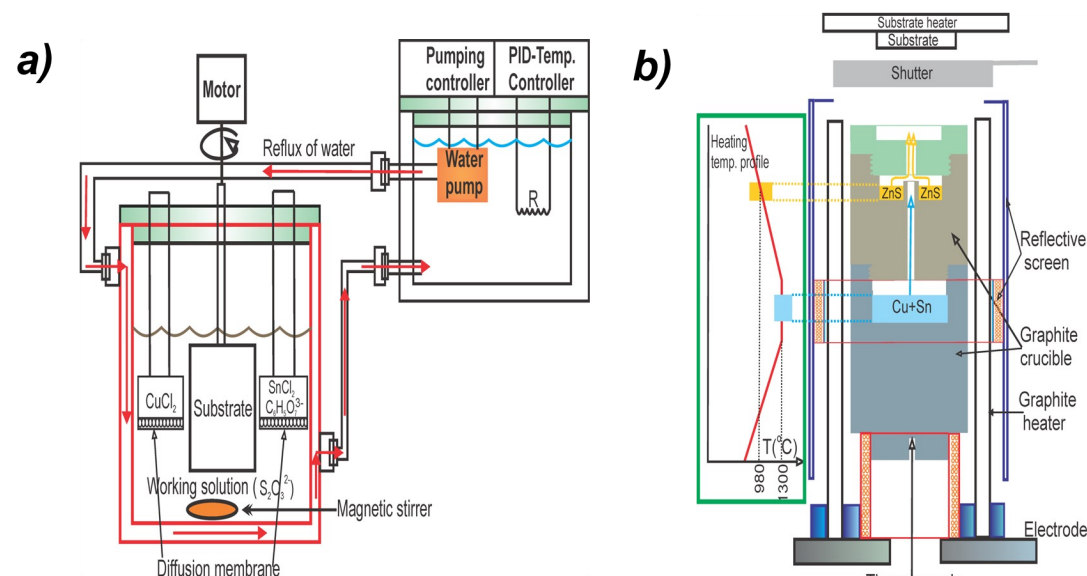 a)
Motor
Pumping
controller
PID-Temp.
Controller
Reflux of water
Water
pump
R
CuCl2
Substrate
SnCl2
C6H5O7 3-
Working solution ( S2O3 2-)
Magnetic stirrer
Diffusion membrane
b)
Substrate heater
Substrate
Shutter
Heating
temp. profile
ZnS
ZnS
Reflective
screen
Cu+Sn
Graphite
crucible
Graphite
heater
T(°C)
980
1300
Electrode